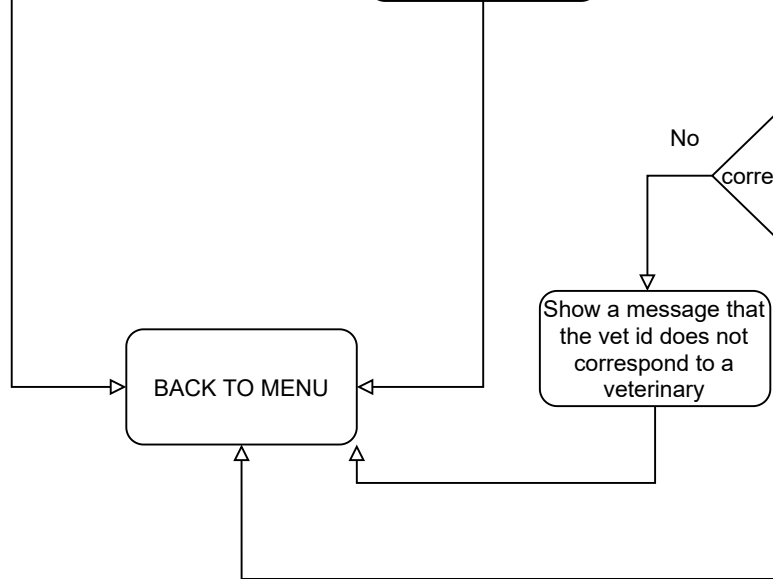 No
Show a message that
the vet id does not
correspond to a
veterinary
BACK TO MENU